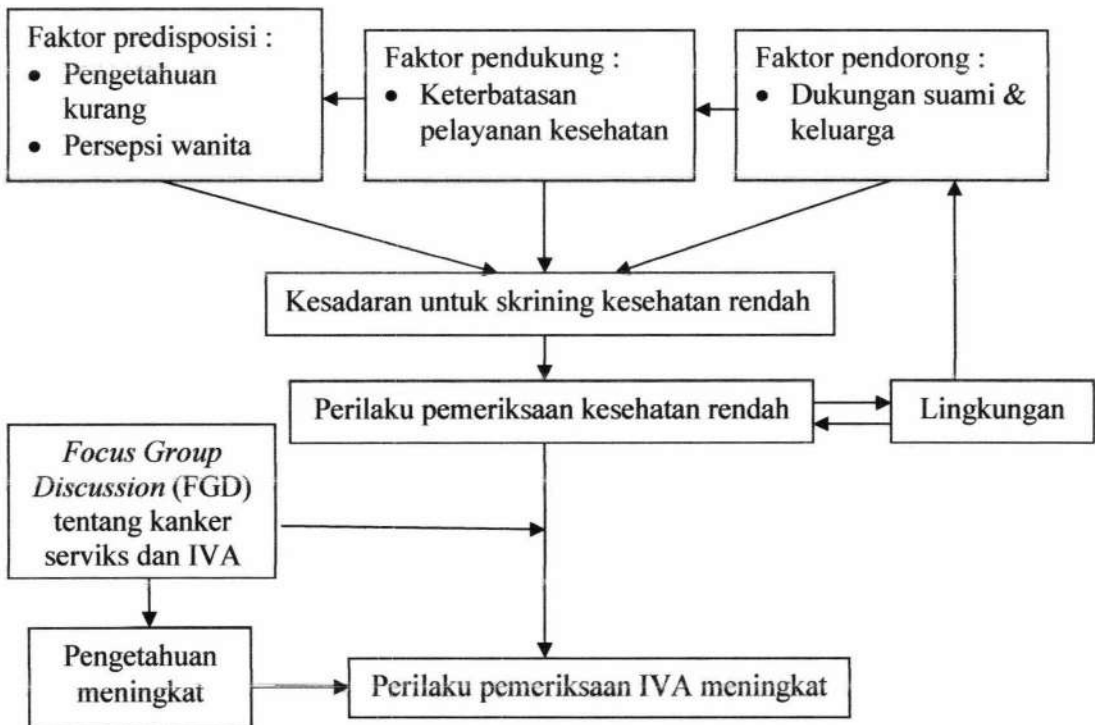 Faktor predisposisi :
• Pengetahuan
kurang
• Persepsi wanita
Faktor pendukung :
• Keterbatasan
pelayanan kesehatan
Faktor pendorong :
• Dukungan suami &
keluarga
Kesadaran untuk skrining kesehatan rendah
Perilaku pemeriksaan kesehatan rendah
Lingkungan
Focus Group
Discussion (FGD)
tentang kanker
serviks dan IVA
Pengetahuan
meningkat
Perilaku pemeriksaan IVA meningkat